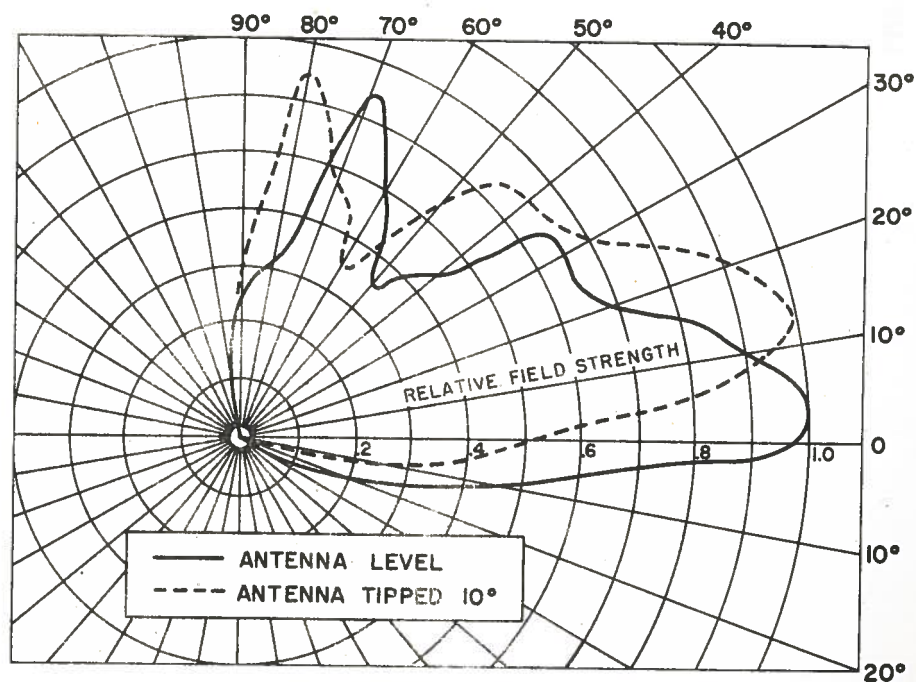 90° 80° 70° 60° 50° 40°
30°
20°
10°
RELATIVE FIELD STRENGTH
.2 .4 .6 .8 1.0 0
ANTENNA LEVEL
10°
ANTENNA TIPPED 10°
20°